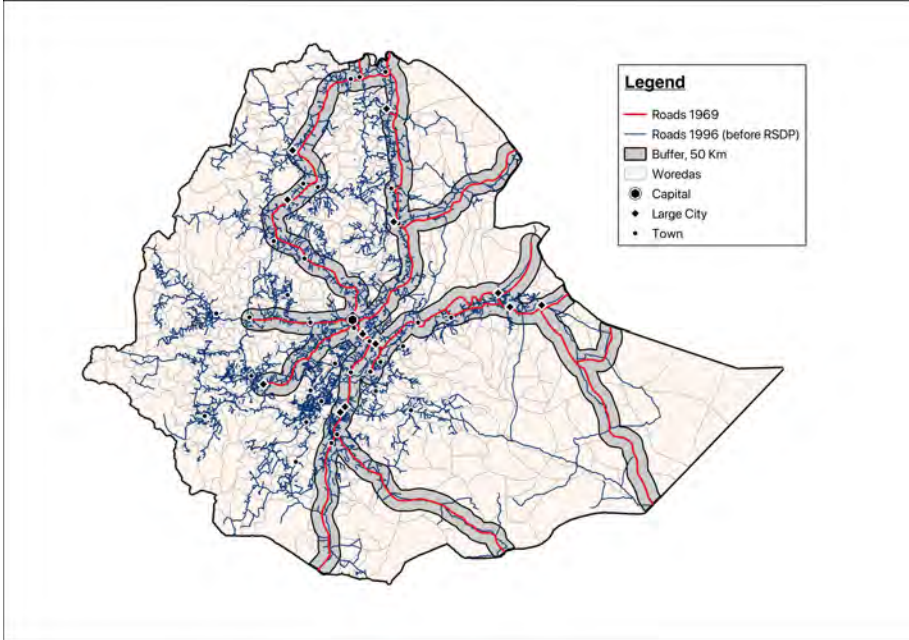 Legend
Roads 1969
Roads 1996 (before RSDP)
Buffer, 50 Km
Woredas
Capital
Large City
Town